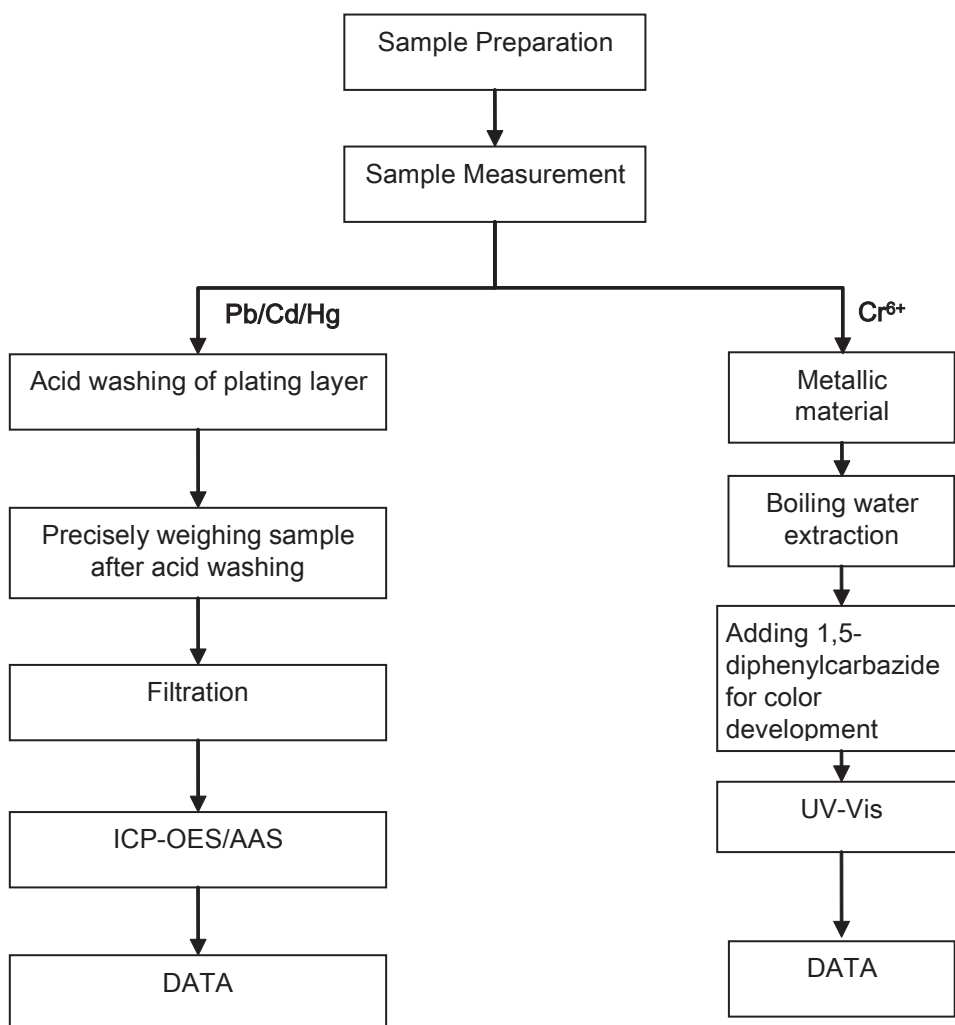 Sample Preparation
Sample Measurement
Pb/Cd/Hg
Acid washing of plating layer
Precisely weighing sample
after acid washing
Filtration
ICP-OES/AAS
DATA
Cr⁶⁺
Metallic
material
Boiling water
extraction
Adding 1,5-
diphenylcarbazide
for color
development
UV-Vis
DATA